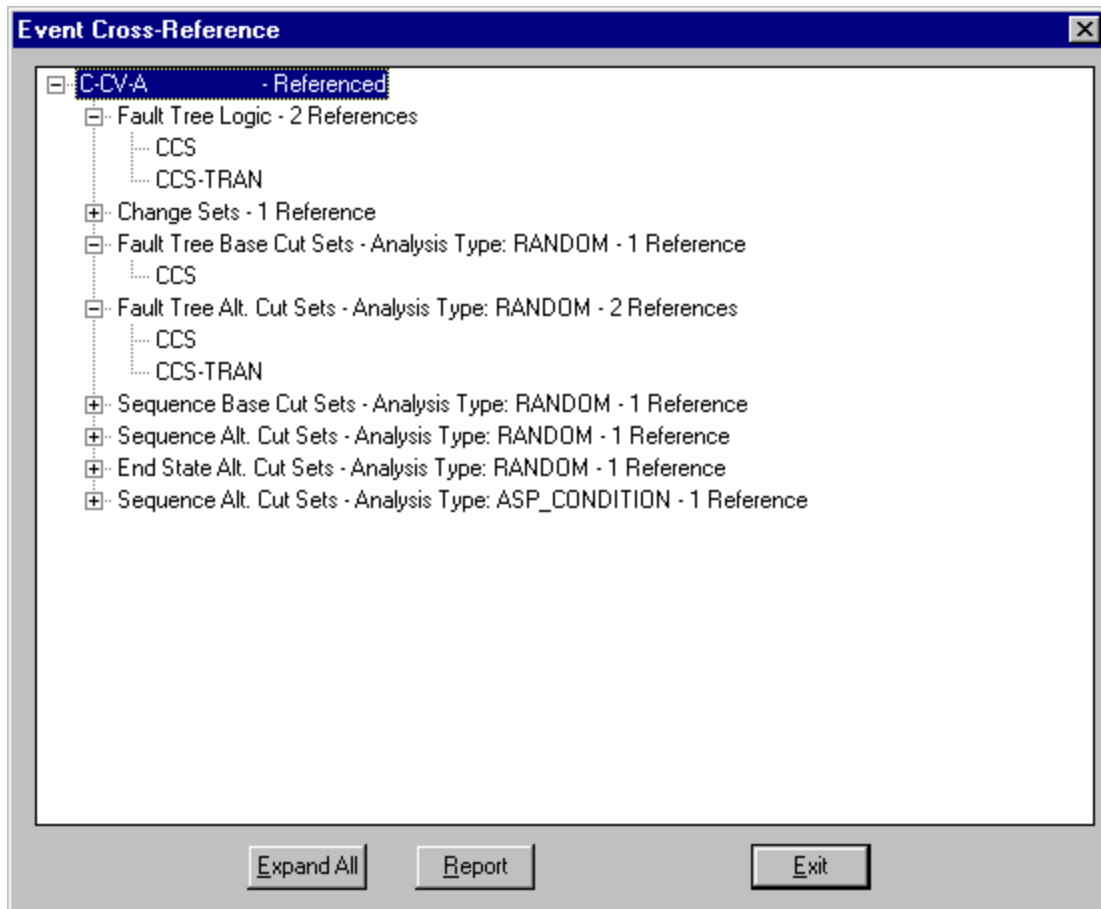 Event Cross-Reference
C-CV-A - Referenced
Fault Tree Logic - 2 References
CCS
CCS-TRAN
Change Sets - 1 Reference
Fault Tree Base Cut Sets - Analysis Type: RANDOM - 1 Reference
CCS
Fault Tree Alt. Cut Sets - Analysis Type: RANDOM - 2 References
CCS
CCS-TRAN
Sequence Base Cut Sets - Analysis Type: RANDOM - 1 Reference
Sequence Alt. Cut Sets - Analysis Type: RANDOM - 1 Reference
End State Alt. Cut Sets - Analysis Type: RANDOM - 1 Reference
Sequence Alt. Cut Sets - Analysis Type: ASP_CONDITION - 1 Reference
Expand All Report Exit